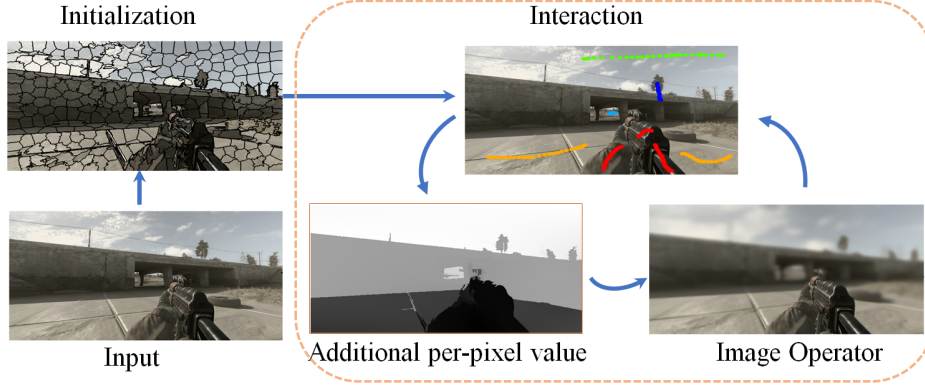 Initialization
Interaction
Input
Additional per-pixel value
Image Operator